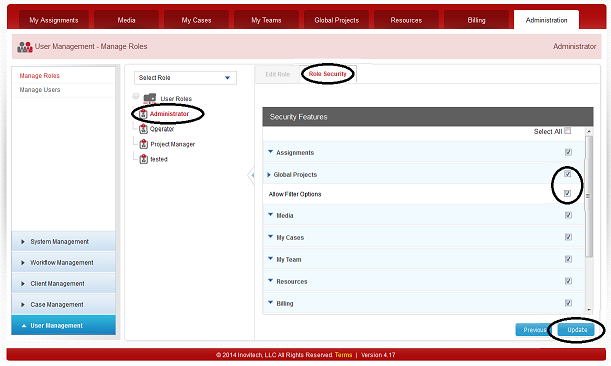 My Assignments Media My Cases My Teams Global Projects Resources Billing Administration
User Management - Manage Roles Administrator
Manage Roles
Manage Users
System Management
Workflow Management
Client Management
Case Management
User Management
Select Role
User Roles
Administrator
Operater
Project Manager
tested
Edit Role Role Security
Security Features
Select All
Assignments
Global Projects
Allow Filter Options
Media
My Cases
My Team
Resources
Billing
Previous Update
© 2014 Inovitech, LLC All Rights Reserved. Terms | Version 4.17